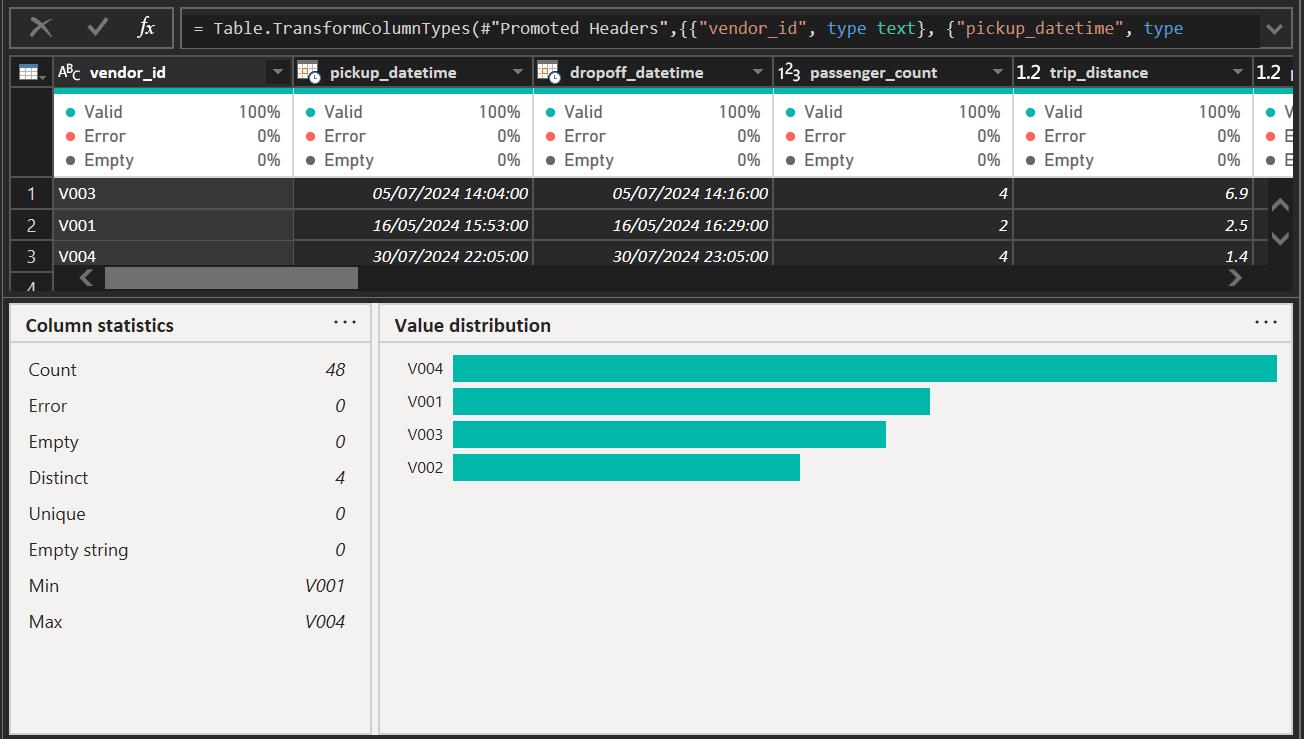 fx = Table.TransformColumnTypes(#"Promoted Headers",{{"vendor_id", type text}, {"pickup_datetime", type
ABC vendor_id pickup_datetime dropoff_datetime 123 passenger_count 1.2 trip_distance 1.2
Valid 100% Valid 100% Valid 100% Valid 100% Valid 100%
Error 0% Error 0% Error 0% Error 0% Error 0%
Empty 0% Empty 0% Empty 0% Empty 0% Empty 0%
1 V003 05/07/2024 14:04:00 05/07/2024 14:16:00 4 6.9
2 V001 16/05/2024 15:53:00 16/05/2024 16:29:00 2 2.5
3 V004 30/07/2024 22:05:00 30/07/2024 23:05:00 4 1.4
4
Column statistics ...
Count 48
Error 0
Empty 0
Distinct 4
Unique 0
Empty string 0
Min V001
Max V004
Value distribution ...
V004
V001
V003
V002